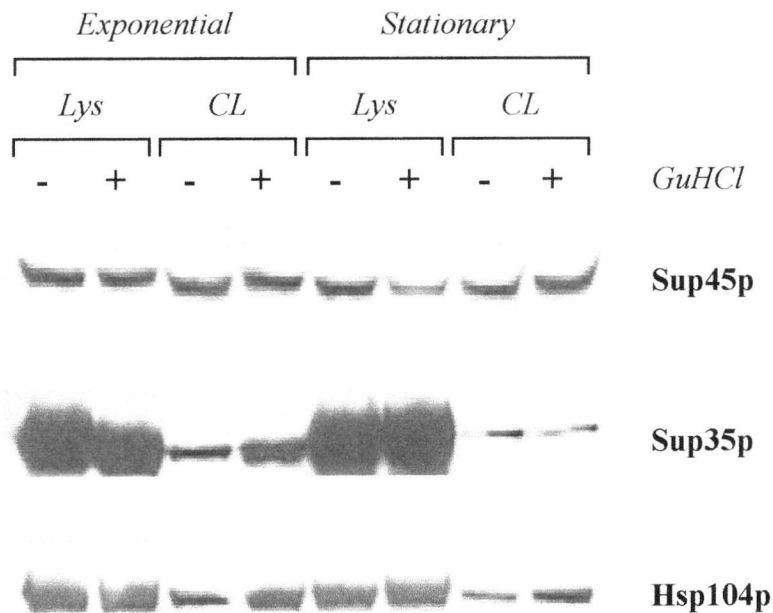 Exponential Stationary
Lys CL Lys CL
- + - + - + - + GuHCl
Sup45p
Sup35p
Hsp104p